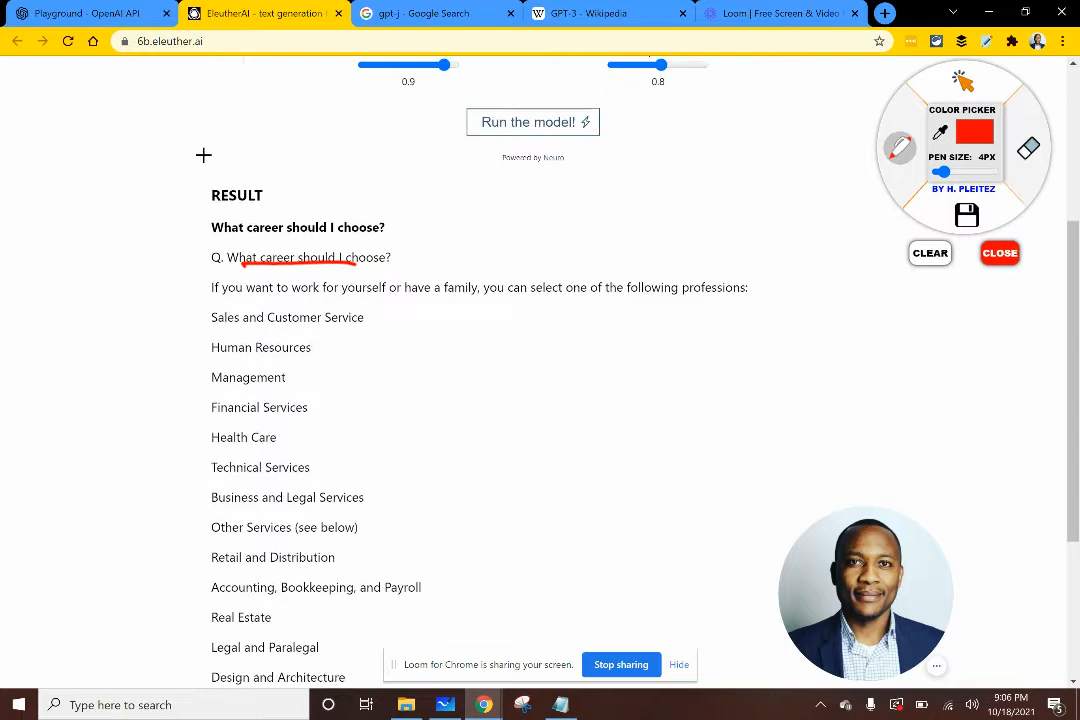 Playground - OpenAI API
EleutherAI - text generation
gpt-j - Google Search
GPT-3 - Wikipedia
Loom | Free Screen & Video
6b.eleuther.ai
0.9
0.8
Run the model!
Powered by Neuro
COLOR PICKER
PEN SIZE: 4PX
BY H. PLEITEZ
CLEAR
CLOSE
RESULT
What career should I choose?
Q. What career should I choose?
If you want to work for yourself or have a family, you can select one of the following professions:
Sales and Customer Service
Human Resources
Management
Financial Services
Health Care
Technical Services
Business and Legal Services
Other Services (see below)
Retail and Distribution
Accounting, Bookkeeping, and Payroll
Real Estate
Legal and Paralegal
Design and Architecture
Loom for Chrome is sharing your screen.
Stop sharing
Hide
Type here to search
9:06 PM
10/18/2021
5